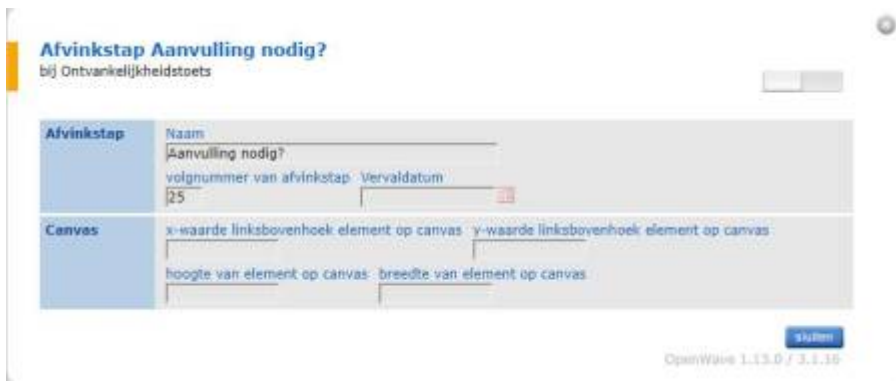 Afvinkstap Aanvulling nodig?
bij Ontvankelijkheidstoets
Afvinkstap
Naam
Aanvulling nodig?
volgnummer van afvinkstap Vervaldatum
25
Canvas
x-waarde linksbovenhoek element op canvas y-waarde linksbovenhoek element op canvas
hoogte van element op canvas breedte van element op canvas
sluiten
OpenWave 1.13.0 / 3.1.16